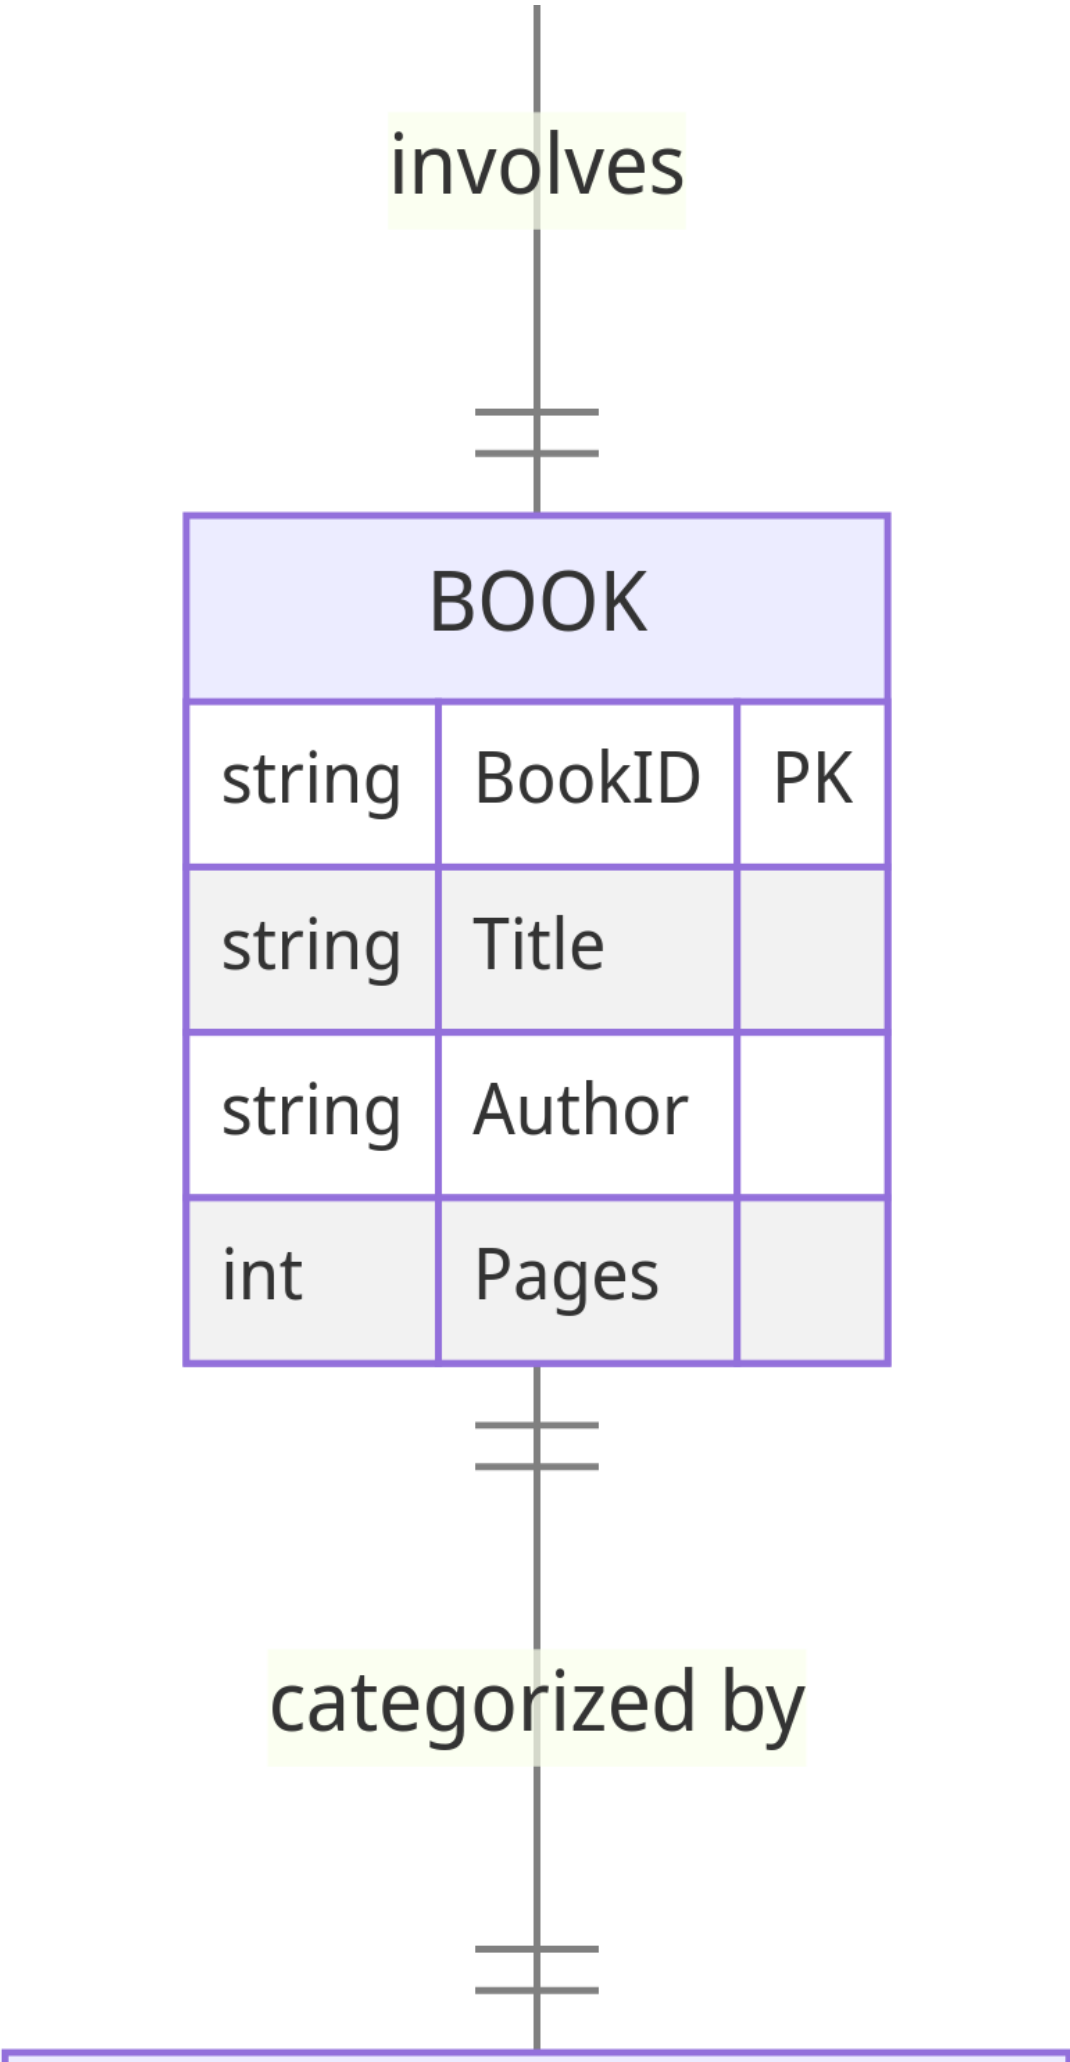 involves
BOOK
string BookID PK
string Title
string Author
int Pages
categorized by